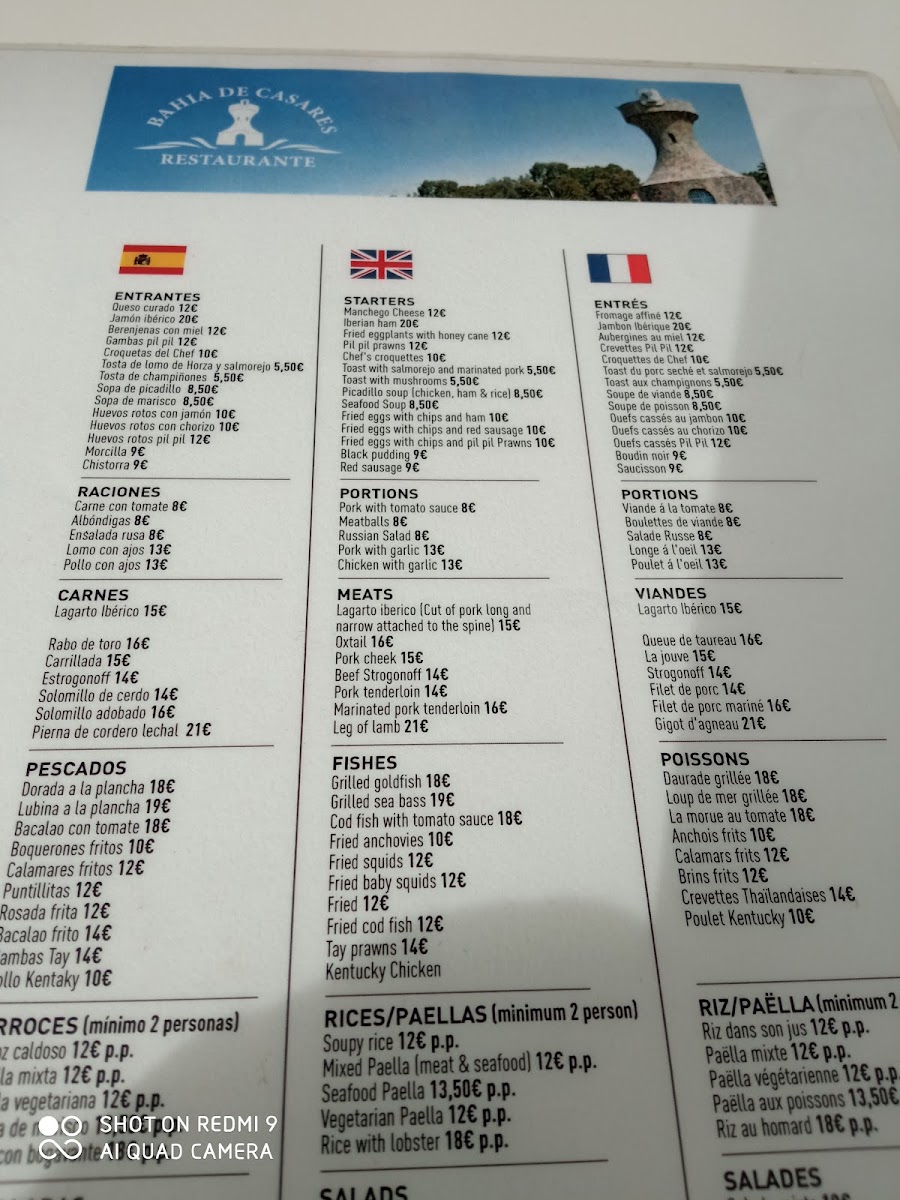 BAHIA DE CASARES
RESTAURANTE
ENTRANTES
Queso curado 12€
Jamón ibérico 20€
Berenjenas con miel 12€
Gambas pil pil 12€
Croquetas del Chef 10€
Tosta de lomo de Horza y salmorejo 5,50€
Tosta de champiñones 5,50€
Sopa de picadillo 8,50€
Sopa de marisco 8,50€
Huevos rotos con jamón 10€
Huevos rotos con chorizo 10€
Huevos rotos pil pil 12€
Morcilla 9€
Chistorra 9€
RACIONES
Carne con tomate 8€
Albóndigas 8€
Ensalada rusa 8€
Lomo con ajos 13€
Pollo con ajos 13€
CARNES
Lagarto Ibérico 15€
Rabo de toro 16€
Carrillada 15€
Estrogonoff 14€
Solomillo de cerdo 14€
Solomillo adobado 16€
Pierna de cordero lechal 21€
PESCADOS
Dorada a la plancha 18€
Lubina a la plancha 19€
Bacalao con tomate 18€
Boquerones fritos 10€
Calamares fritos 12€
Puntillitas 12€
Rosada frita 12€
Bacalao frito 14€
ambas Tay 14€
ollo Kentaky 10€
RROCES (mínimo 2 personas)
z caldoso 12€ p.p.
la mixta 12€ p.p.
a vegetariana 12€ p.p.
STARTERS
Manchego Cheese 12€
Iberian ham 20€
Fried eggplants with honey cane 12€
Pil pil prawns 12€
Chef's croquettes 10€
Toast with salmorejo and marinated pork 5,50€
Toast with mushrooms 5,50€
Picadillo soup (chicken, ham & rice) 8,50€
Seafood Soup 8,50€
Fried eggs with chips and ham 10€
Fried eggs with chips and red sausage 10€
Fried eggs with chips and pil pil Prawns 10€
Black pudding 9€
Red sausage 9€
PORTIONS
Pork with tomato sauce 8€
Meatballs 8€
Russian Salad 8€
Pork with garlic 13€
Chicken with garlic 13€
MEATS
Lagarto iberico (Cut of pork long and
narrow attached to the spine) 15€
Oxtail 16€
Pork cheek 15€
Beef Strogonoff 14€
Pork tenderloin 14€
Marinated pork tenderloin 16€
Leg of lamb 21€
FISHES
Grilled goldfish 18€
Grilled sea bass 19€
Cod fish with tomato sauce 18€
Fried anchovies 10€
Fried squids 12€
Fried baby squids 12€
Fried 12€
Fried cod fish 12€
Tay prawns 14€
Kentucky Chicken
RICES/PAELLAS (minimum 2 person)
Soupy rice 12€ p.p.
Mixed Paella (meat & seafood) 12€ p.p.
Seafood Paella 13,50€ p.p.
Vegetarian Paella 12€ p.p.
Rice with lobster 18€ p.p.
SALADS
ENTRÉS
Fromage affiné 12€
Jambon Ibérique 20€
Aubergines au miel 12€
Crevettes Pil Pil 12€
Croquettes de Chef 10€
Toast du porc seché et salmorejo 5,50€
Toast aux champignons 5,50€
Soupe de viande 8,50€
Soupe de poisson 8,50€
Ouefs cassés au jambon 10€
Ouefs cassés au chorizo 10€
Ouefs cassés Pil Pil 12€
Boudin noir 9€
Saucisson 9€
PORTIONS
Viande á la tomate 8€
Boulettes de viande 8€
Salade Russe 8€
Longe á l'oeil 13€
Poulet á l'oeil 13€
VIANDES
Lagarto Ibérico 15€
Queue de taureau 16€
La jouve 15€
Strogonoff 14€
Filet de porc 14€
Filet de porc mariné 16€
Gigot d'agneau 21€
POISSONS
Daurade grillée 18€
Loup de mer grillée 18€
La morue au tomate 18€
Anchois frits 10€
Calamars frits 12€
Brins frits 12€
Crevettes Thaïlandaises 14€
Poulet Kentucky 10€
RIZ/PAËLLA (minimum 2
Riz dans son jus 12€ p.p.
Paëlla mixte 12€ p.p.
Paëlla végétarienne 12€ p.p.
Paëlla aux poissons 13,50€
Riz au homard 18€ p.p.
SALADES
SHOT ON REDMI 9
AI QUAD CAMERA